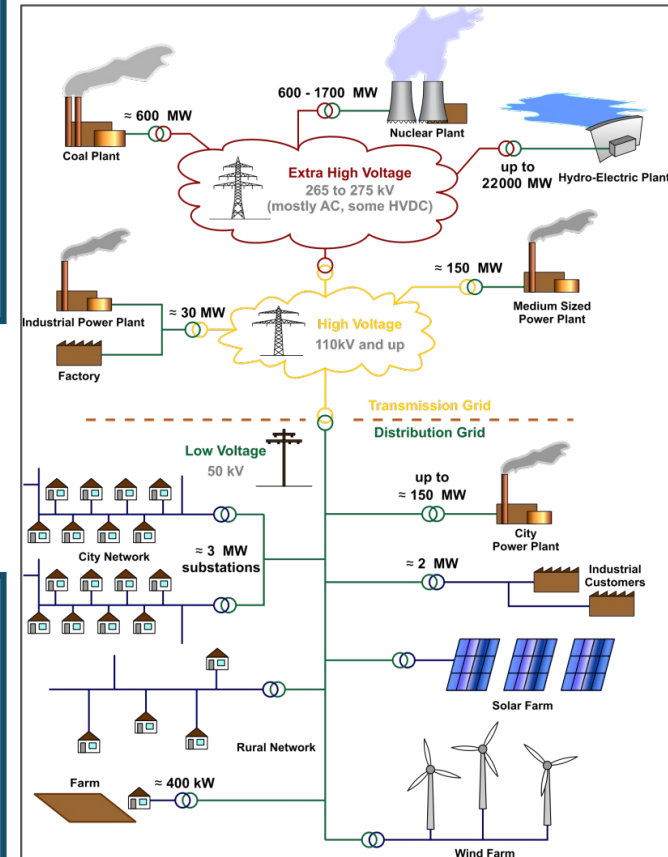 ≈ 600 MW
Coal Plant
600 - 1700 MW
Nuclear Plant
up to
22000 MW
Hydro-Electric Plant
Extra High Voltage
265 to 275 kV
(mostly AC, some HVDC)
≈ 150 MW
Medium Sized
Power Plant
Industrial Power Plant
≈ 30 MW
Factory
High Voltage
110kV and up
Transmission Grid
Distribution Grid
Low Voltage
50 kV
up to
≈ 150 MW
City
Power Plant
City Network
≈ 3 MW
substations
≈ 2 MW
Industrial
Customers
Solar Farm
Rural Network
Farm
≈ 400 kW
Wind Farm